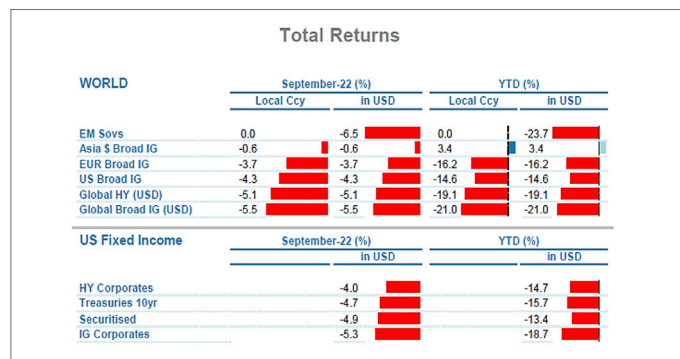 Total Returns
WORLD September-22 (%) YTD (%)
Local Ccy in USD Local Ccy in USD
EM Sovs 0.0 -6.5 0.0 -23.7
Asia $ Broad IG -0.6 -0.6 3.4 3.4
EUR Broad IG -3.7 -3.7 -16.2 -16.2
US Broad IG -4.3 -4.3 -14.6 -14.6
Global HY (USD) -5.1 -5.1 -19.1 -19.1
Global Broad IG (USD) -5.5 -5.5 -21.0 -21.0
US Fixed Income September-22 (%) YTD (%)
in USD in USD
HY Corporates -4.0 -14.7
Treasuries 10yr -4.7 -15.7
Securitised -4.9 -13.4
IG Corporates -5.3 -18.7